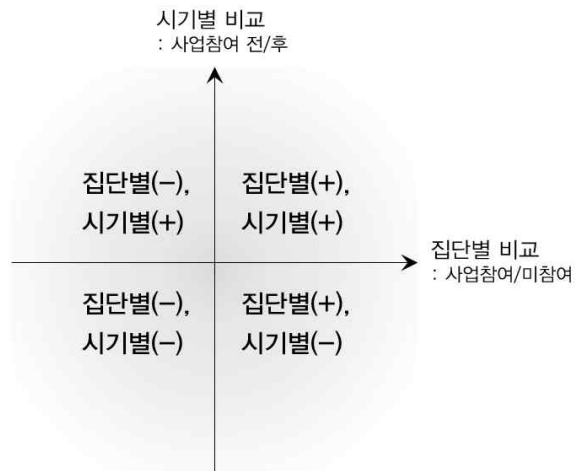 시기별 비교
: 사업참여 전/후
집단별(−),
시기별(+)
집단별(+),
시기별(+)
집단별 비교
: 사업참여/미참여
집단별(−),
시기별(−)
집단별(+),
시기별(−)